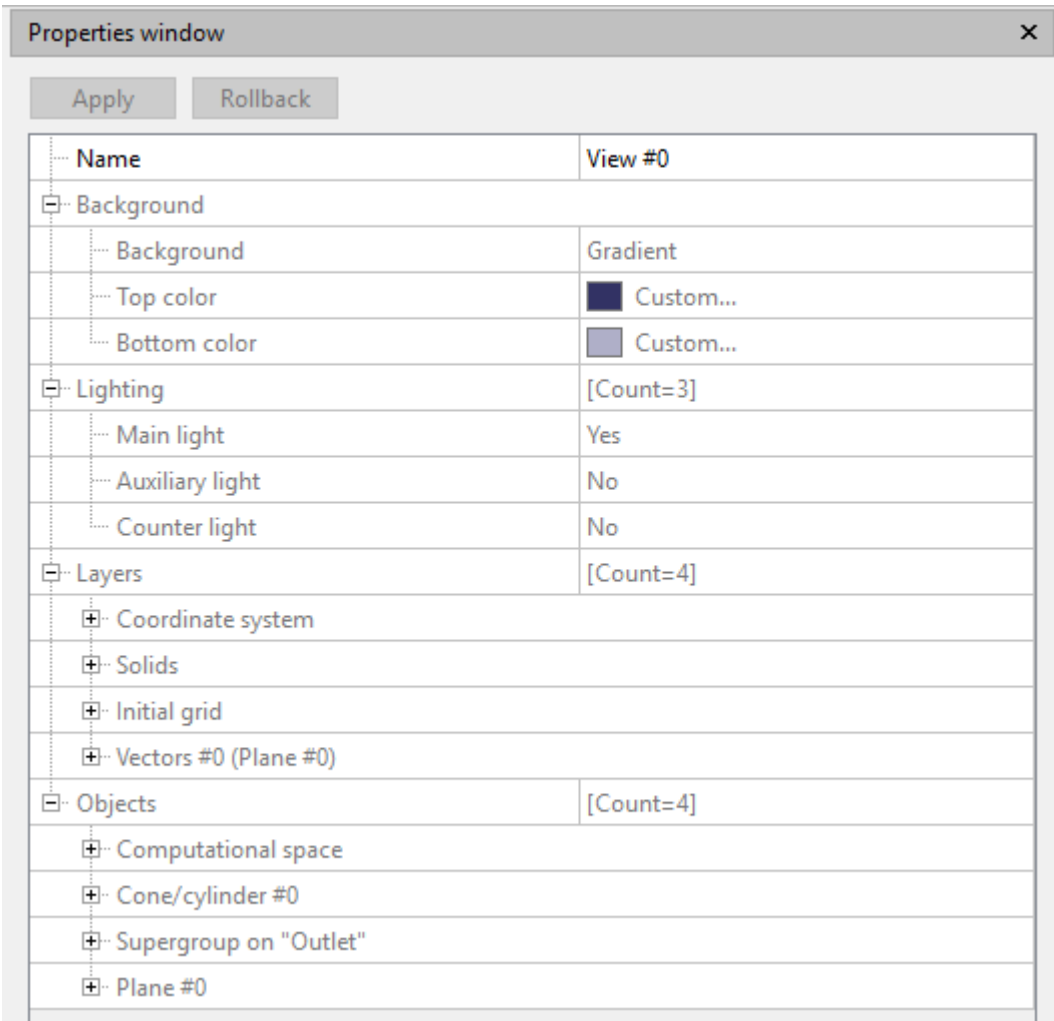 Properties window
Apply Rollback
Name View #0
Background
Background Gradient
Top color Custom...
Bottom color Custom...
Lighting [Count=3]
Main light Yes
Auxiliary light No
Counter light No
Layers [Count=4]
Coordinate system
Solids
Initial grid
Vectors #0 (Plane #0)
Objects [Count=4]
Computational space
Cone/cylinder #0
Supergroup on "Outlet"
Plane #0